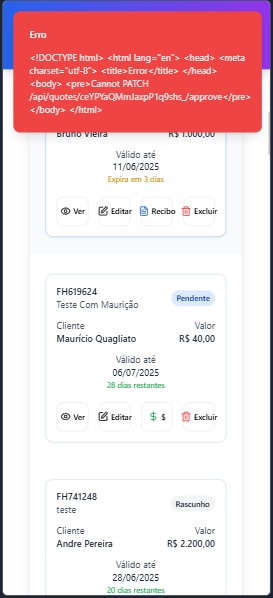 Erro
<!DOCTYPE html> <html lang="en"> <head> <meta
charset="utf-8"> <title>Error</title> </head>
<body> <pre>Cannot PATCH
/api/quotes/ceYPYaQMmJaxpP1q9shs_/approve</pre>
</body> </html>
Bruno Vieira R$ 1.000,00
Válido até
11/06/2025
Expira em 3 dias
Ver Editar Recibo Excluir
FH619624
Teste Com Maurição Pendente
Cliente Valor
Maurício Quagliato R$ 40,00
Válido até
06/07/2025
28 dias restantes
Ver Editar $ $ Excluir
FH741248
teste Rascunho
Cliente Valor
Andre Pereira R$ 2.200,00
Válido até
28/06/2025
20 dias restantes